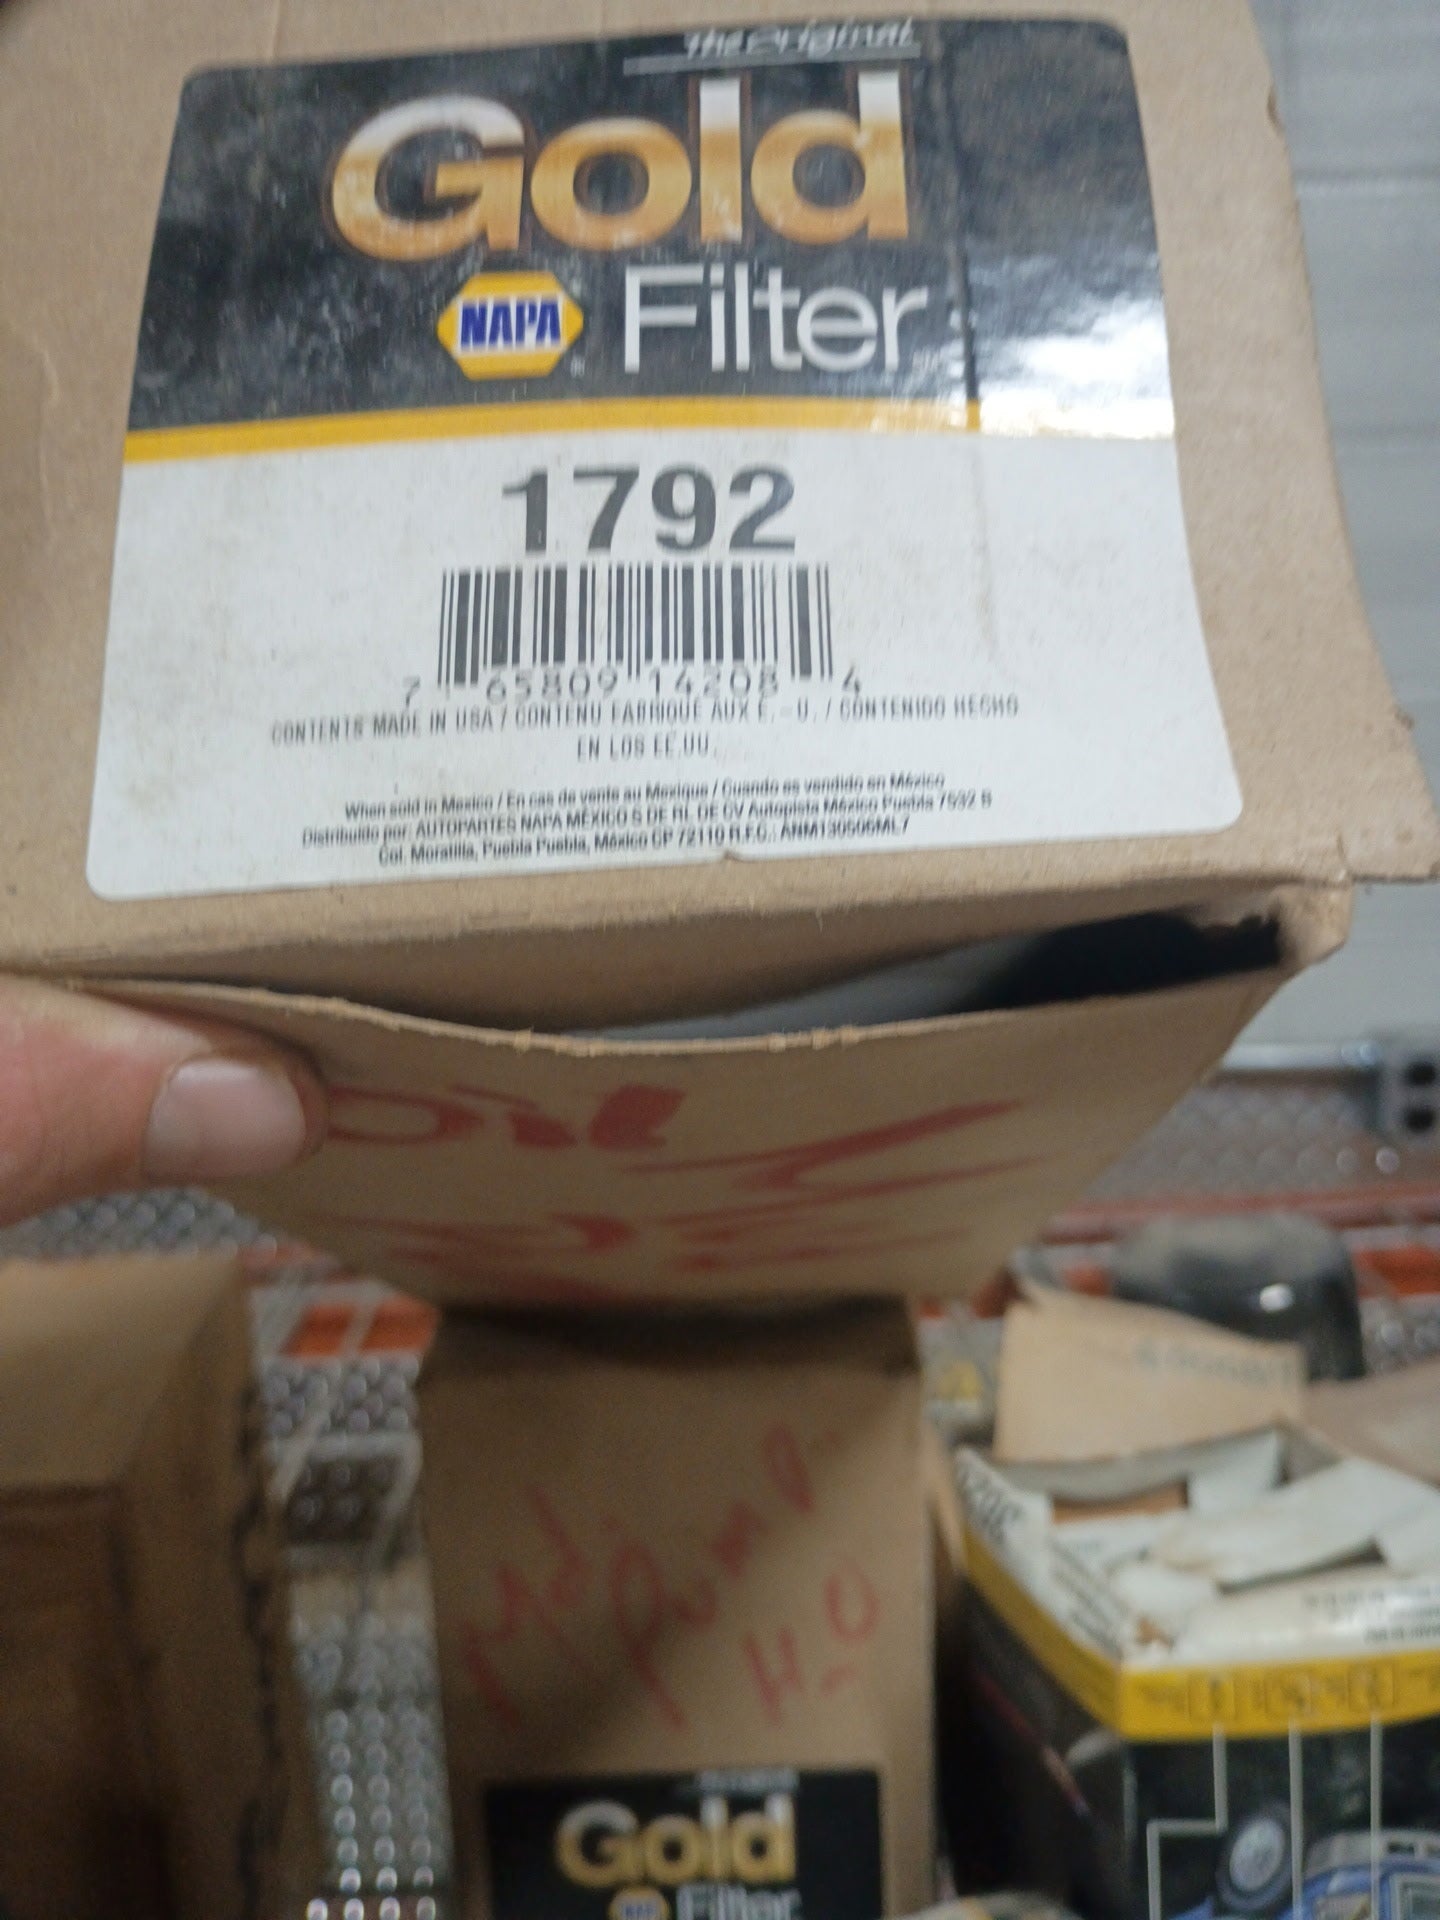 The Original
Gold
NAPA Filter
1792
7 65809 14208 4
CONTENTS MADE IN USA / CONTENU FABRIQUE AUX E.-U. / CONTENIDO HECHO
EN LOS EE.UU.
When sold in Mexico / En cas de vente au Mexique / Cuando es vendido en México
Distribuido por: AUTOPARTES NAPA MÉXICO S DE RL DE CV Autopista México Puebla 7532 S
Col. Moratilla, Puebla Puebla, México CP 72110 R.F.C.: ANM130506ML7
Oil
H2O
Gold
Filter